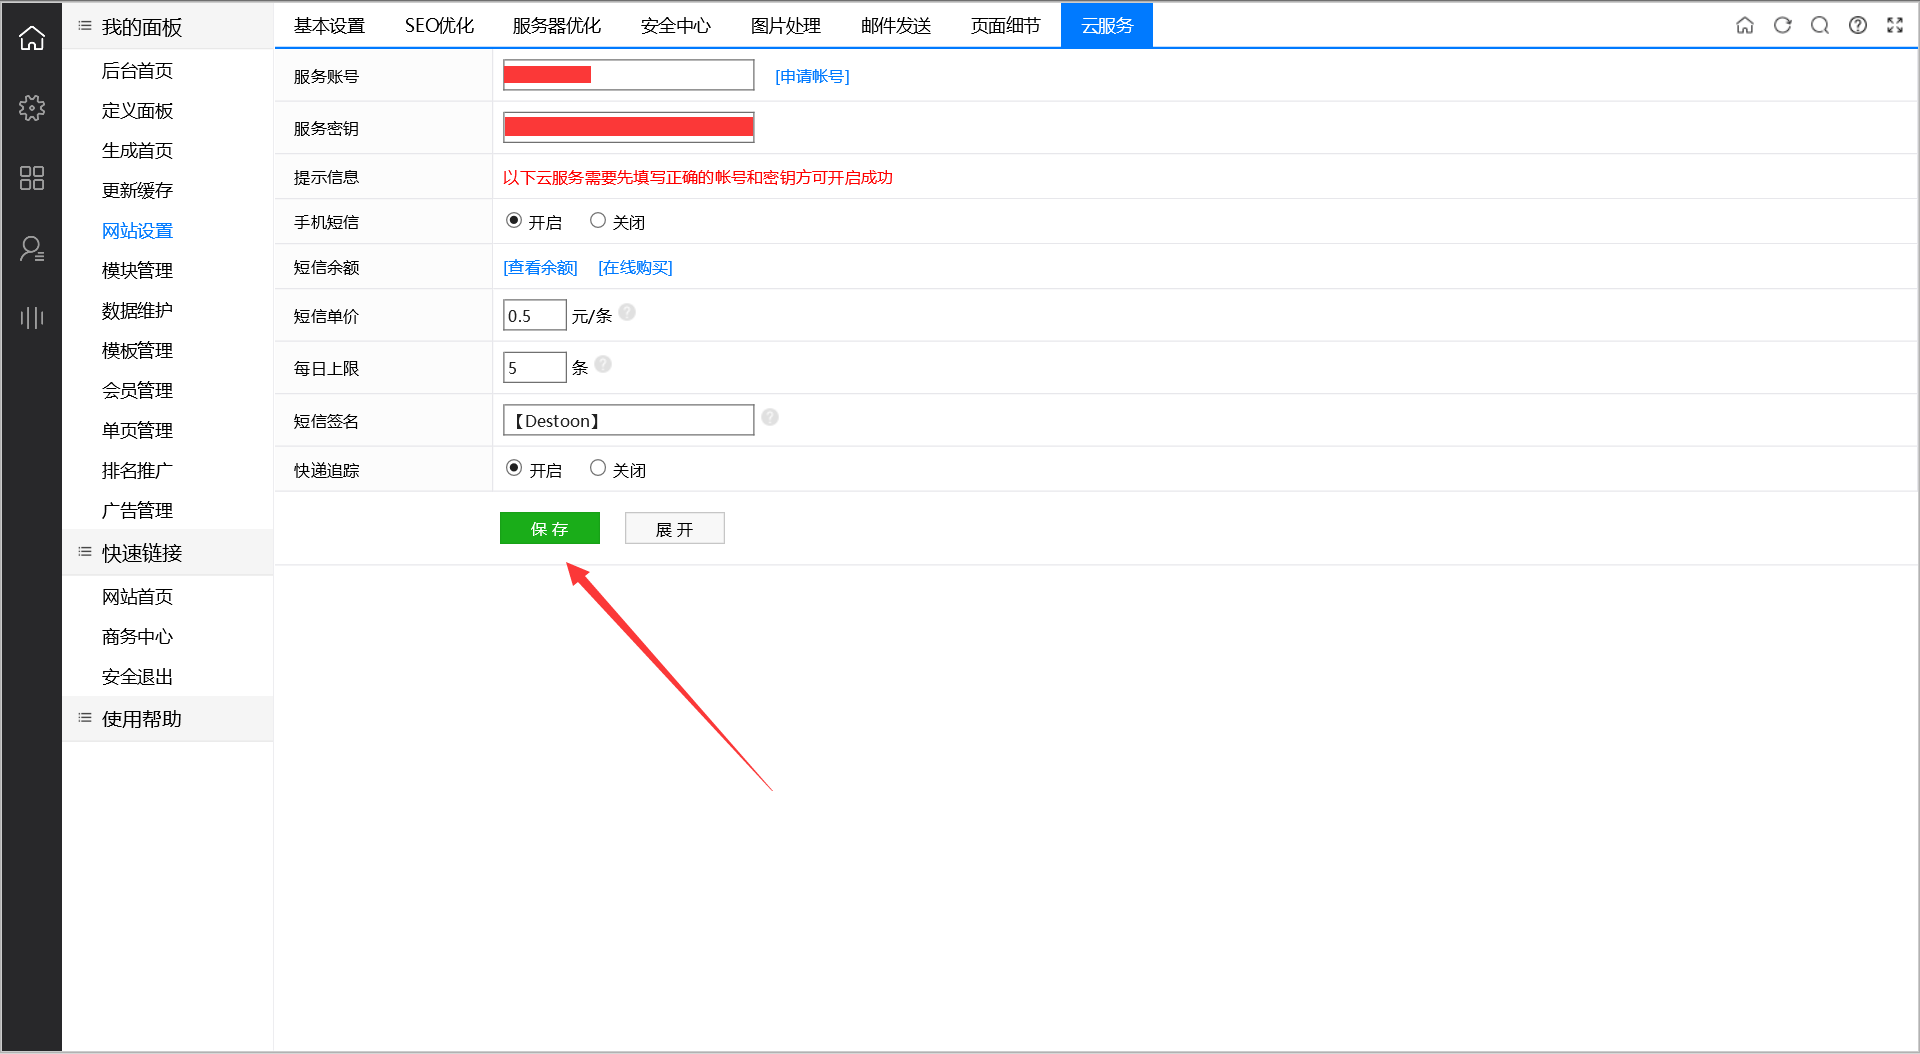 我的面板
后台首页
定义面板
生成首页
更新缓存
网站设置
模块管理
数据维护
模板管理
会员管理
单页管理
排名推广
广告管理
快速链接
网站首页
商务中心
安全退出
使用帮助
基本设置 SEO优化 服务器优化 安全中心 图片处理 邮件发送 页面细节 云服务
服务账号 [申请帐号]
服务密钥
提示信息 以下云服务需要先填写正确的帐号和密钥方可开启成功
手机短信 开启 关闭
短信余额 [查看余额] [在线购买]
短信单价 0.5 元/条 ?
每日上限 5 条 ?
短信签名 【Destoon】 ?
快递追踪 开启 关闭
保 存 展 开